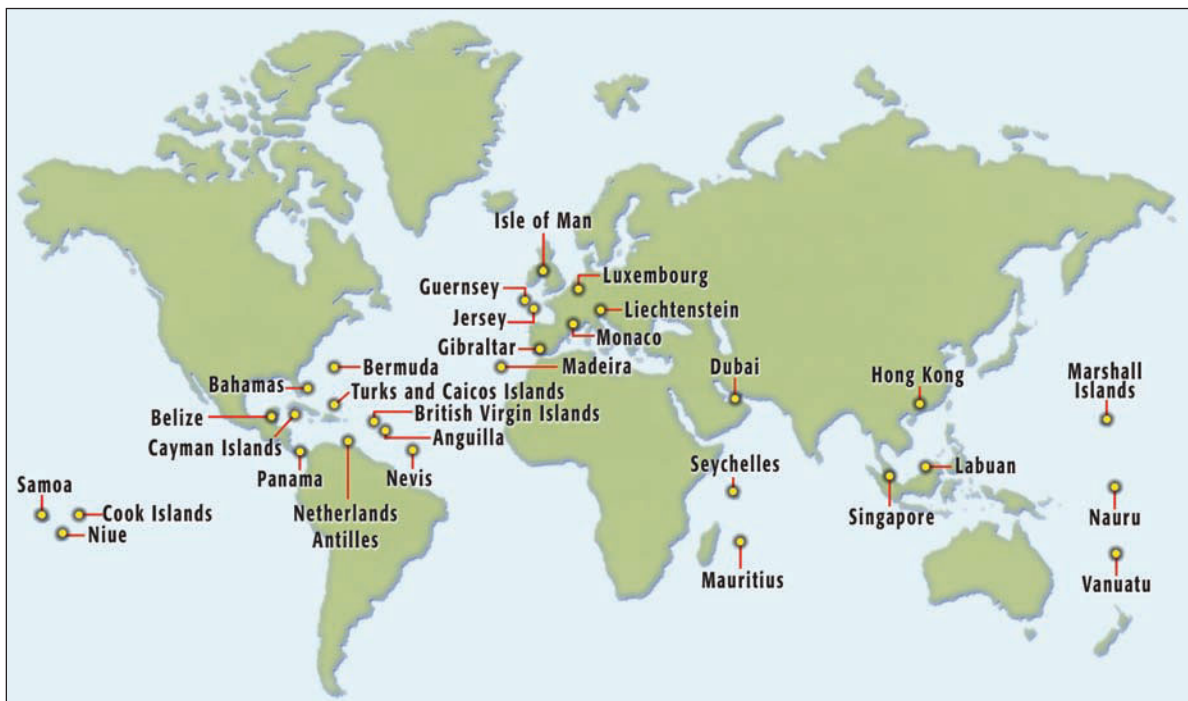 Isle of Man
Luxembourg
Guernsey
Liechtenstein
Jersey
Monaco
Gibraltar
Bermuda
Madeira
Dubai
Hong Kong
Marshall
Islands
Bahamas
Turks and Caicos Islands
Belize
British Virgin Islands
Cayman Islands
Anguilla
Panama
Nevis
Seychelles
Labuan
Samoa
Cook Islands
Netherlands
Antilles
Singapore
Nauru
Niue
Mauritius
Vanuatu